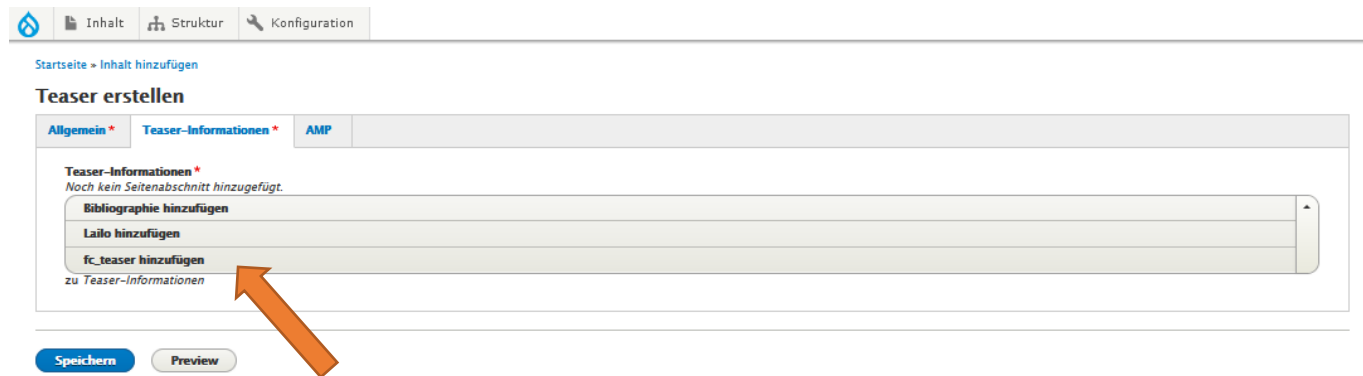 Inhalt Struktur Konfiguration
Startseite » Inhalt hinzufügen
Teaser erstellen
Allgemein * Teaser-Informationen * AMP
Teaser-Informationen *
Noch kein Seitenabschnitt hinzugefügt.
Bibliographie hinzufügen
Lailo hinzufügen
fc_teaser hinzufügen
zu Teaser-Informationen
Speichern Preview